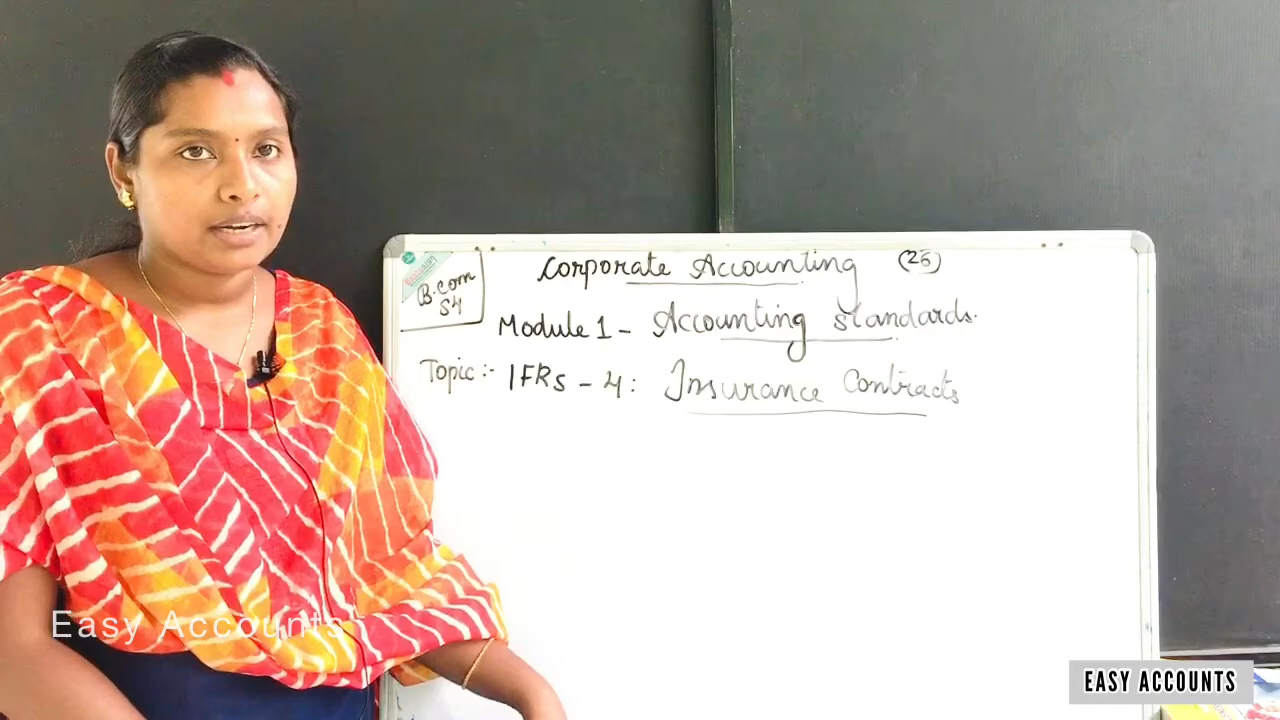 B.com
S4
Corporate Accounting (26)
Module 1 - Accounting Standards.
Topic :- IFRS - 4 : Insurance Contracts
Easy Accounts
EASY ACCOUNTS